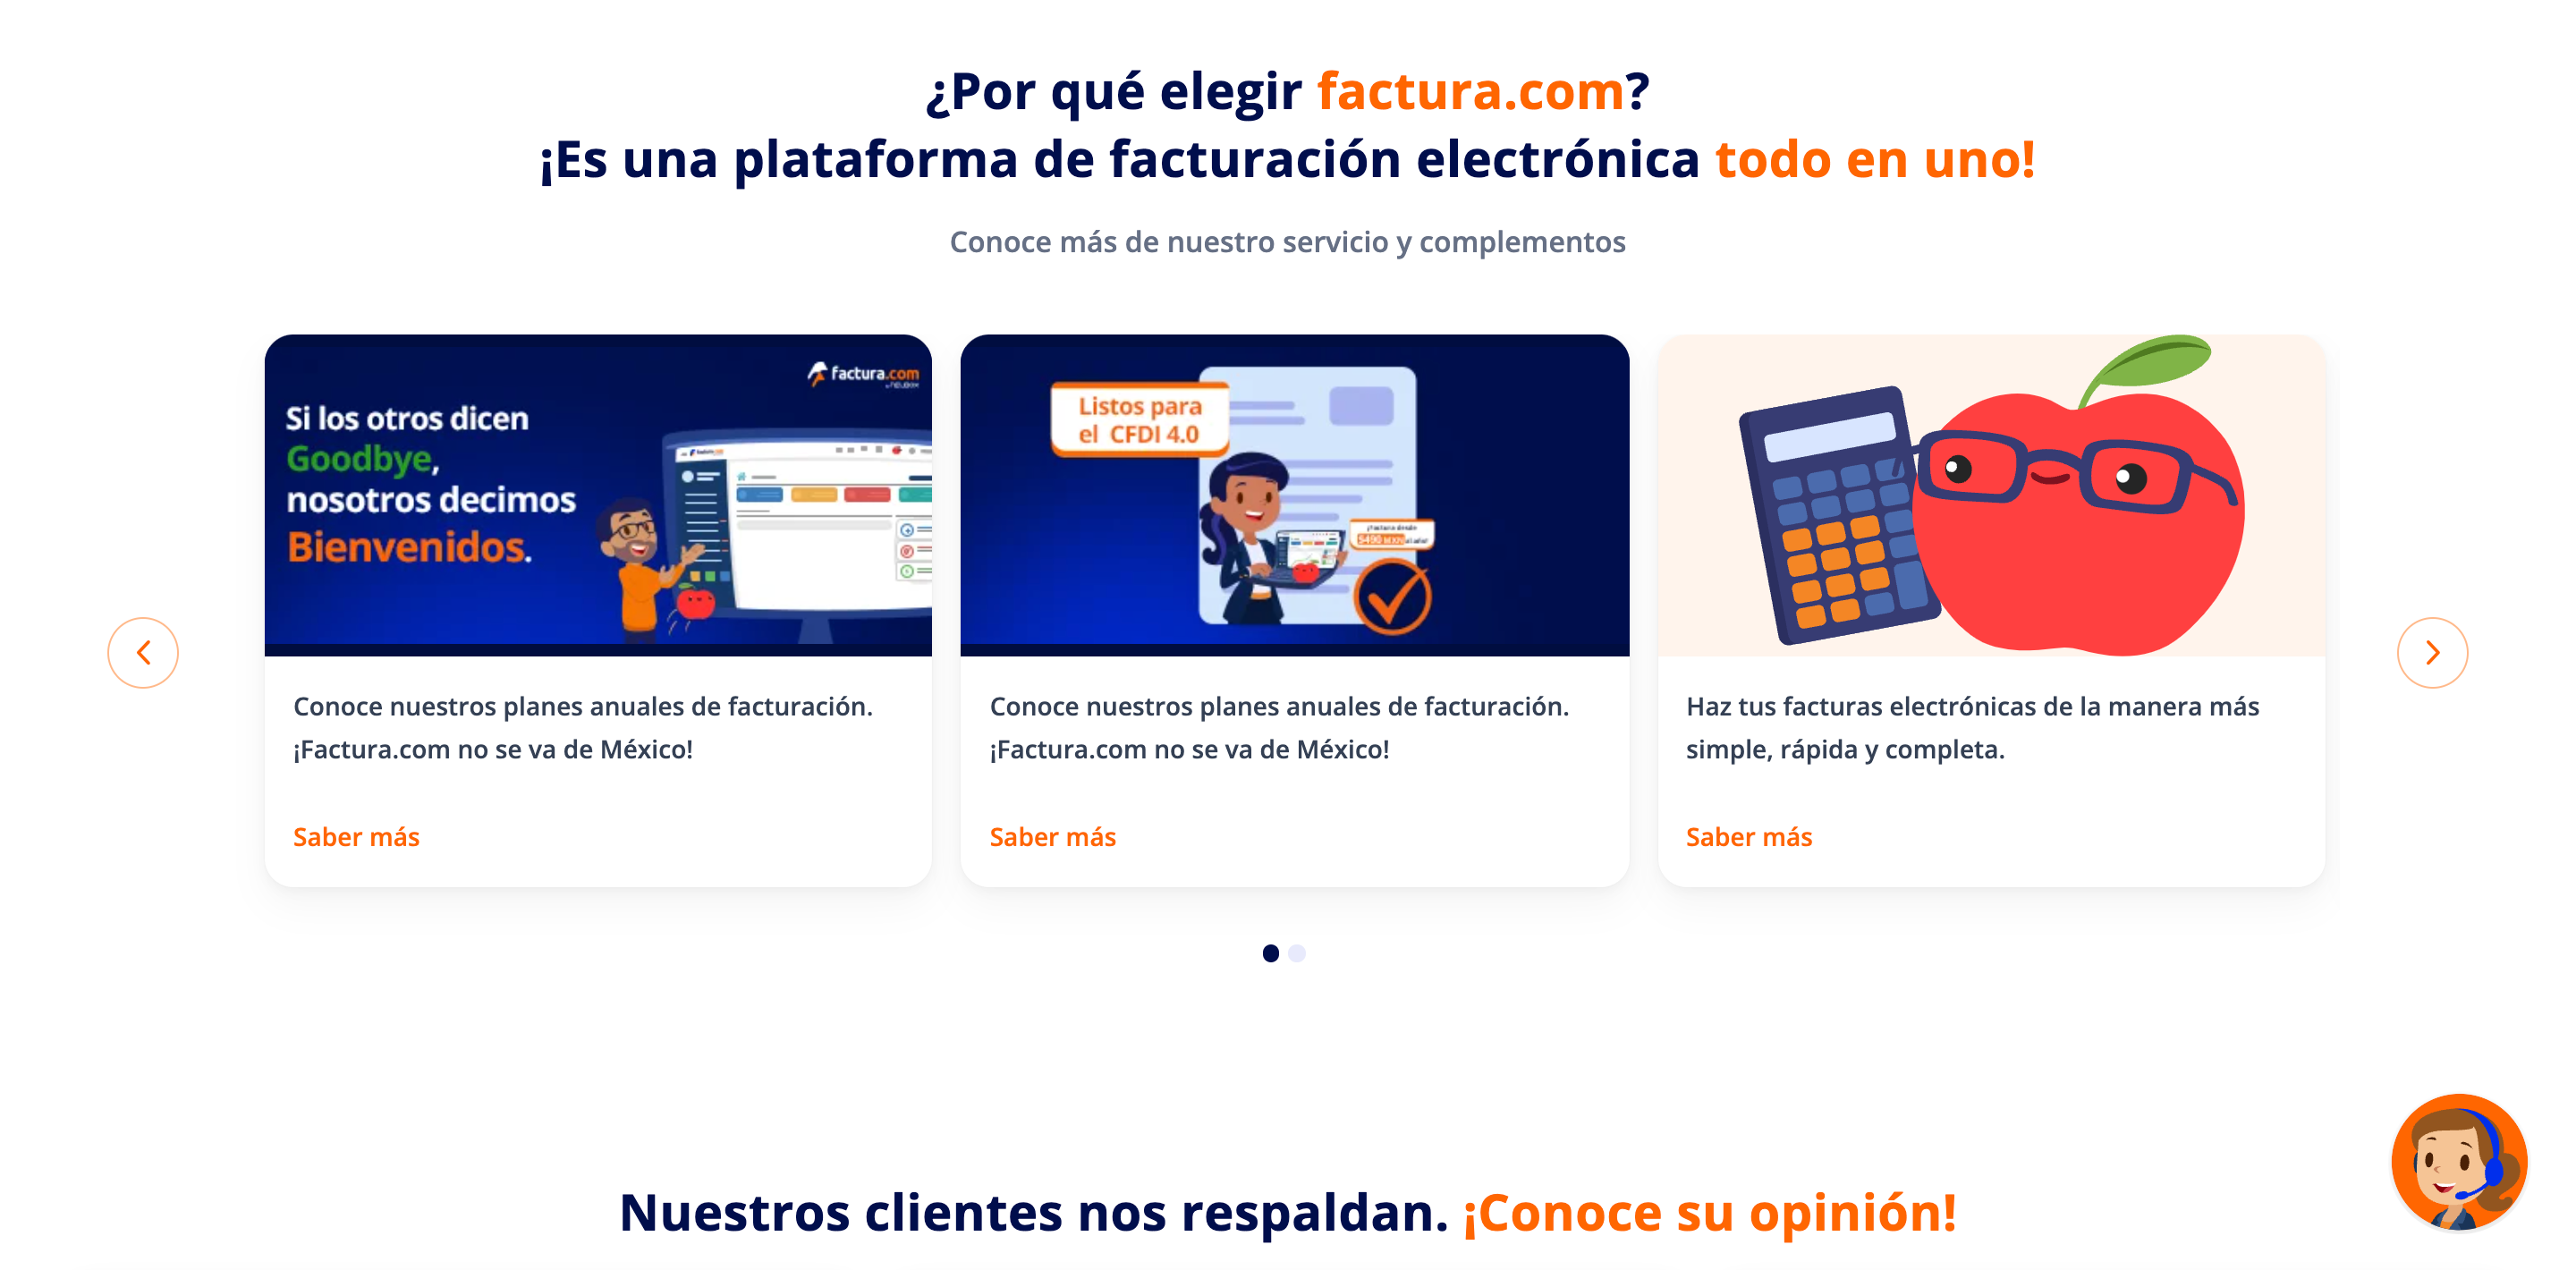 ¿Por qué elegir factura.com?
¡Es una plataforma de facturación electrónica todo en uno!
Conoce más de nuestro servicio y complementos
factura.com
Si los otros dicen
Goodbye,
nosotros decimos
Bienvenidos.
Conoce nuestros planes anuales de facturación.
¡Factura.com no se va de México!
Saber más
Listos para
el CFDI 4.0
Conoce nuestros planes anuales de facturación.
¡Factura.com no se va de México!
Saber más
Haz tus facturas electrónicas de la manera más
simple, rápida y completa.
Saber más
Nuestros clientes nos respaldan. ¡Conoce su opinión!